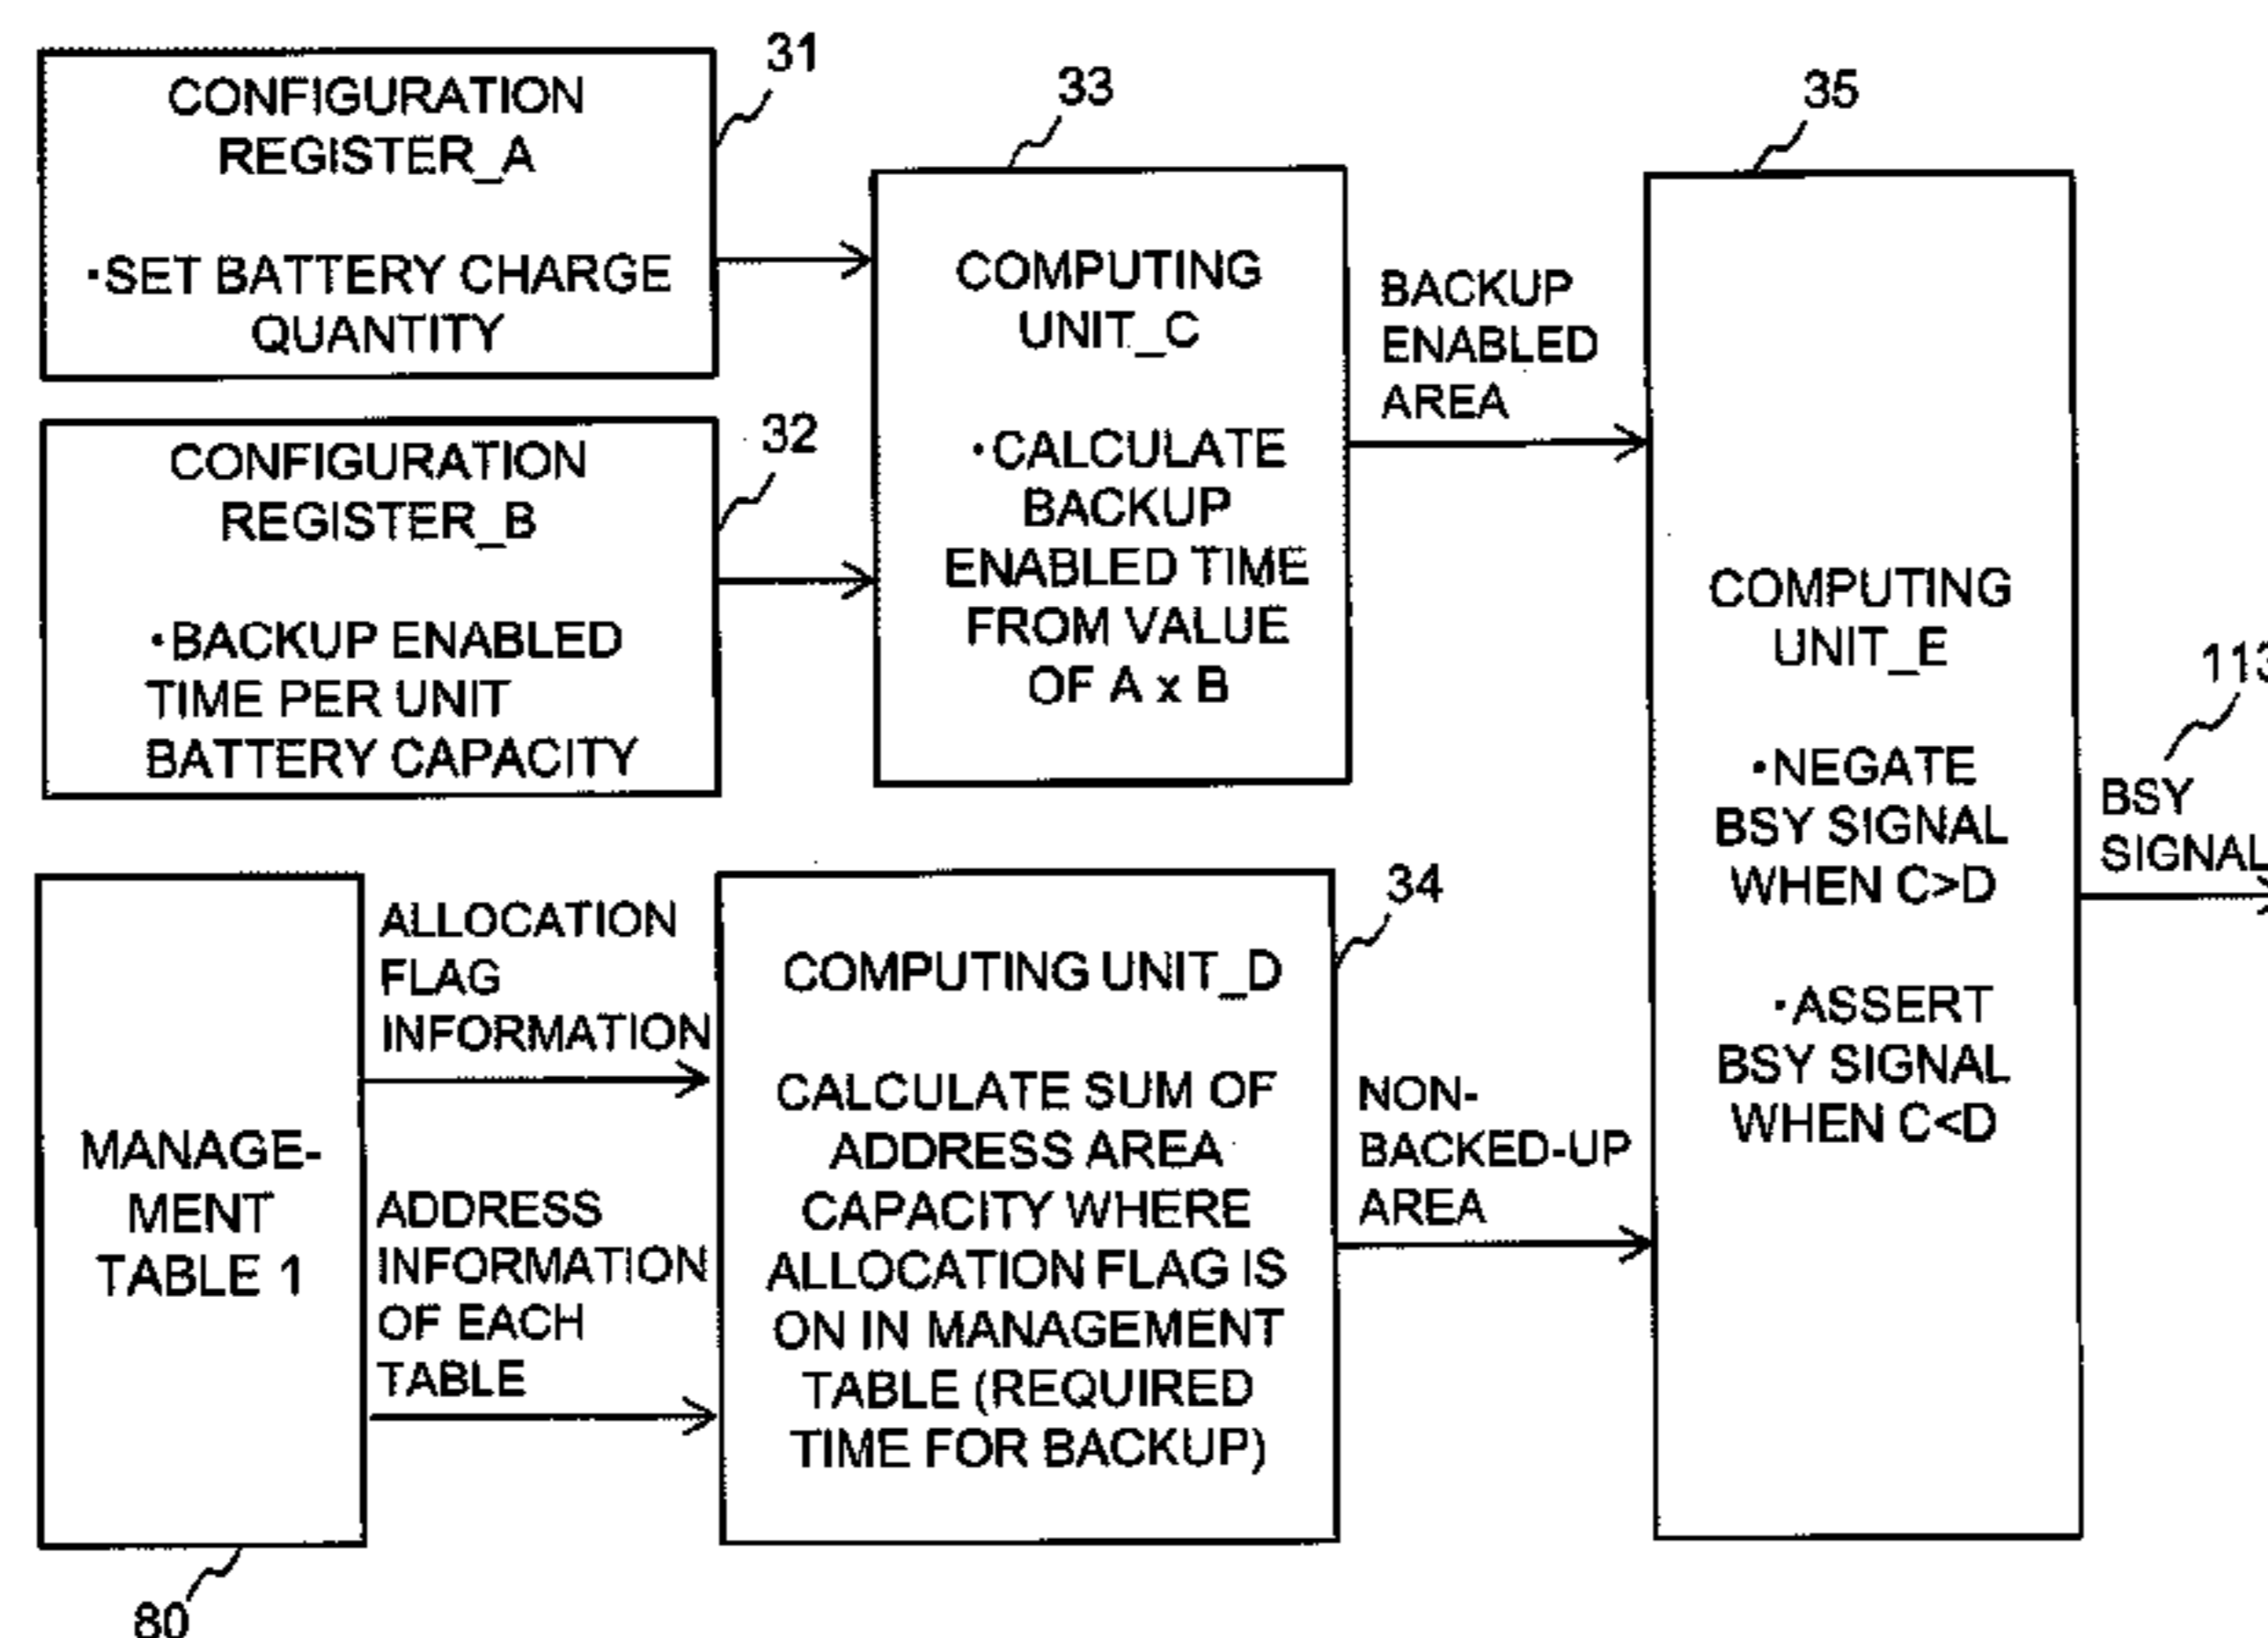 31
CONFIGURATION
REGISTER_A
・SET BATTERY CHARGE
QUANTITY
32
CONFIGURATION
REGISTER_B
・BACKUP ENABLED
TIME PER UNIT
BATTERY CAPACITY
33
COMPUTING
UNIT_C
・CALCULATE
BACKUP
ENABLED TIME
FROM VALUE
OF A x B
BACKUP
ENABLED
AREA
35
COMPUTING
UNIT_E
・NEGATE
BSY SIGNAL
WHEN C>D
・ASSERT
BSY SIGNAL
WHEN C<D
113
BSY
SIGNAL
MANAGE-
MENT
TABLE 1
80
ALLOCATION
FLAG
INFORMATION
ADDRESS
INFORMATION
OF EACH
TABLE
34
COMPUTING UNIT_D
CALCULATE SUM OF
ADDRESS AREA
CAPACITY WHERE
ALLOCATION FLAG IS
ON IN MANAGEMENT
TABLE (REQUIRED
TIME FOR BACKUP)
NON-
BACKED-UP
AREA